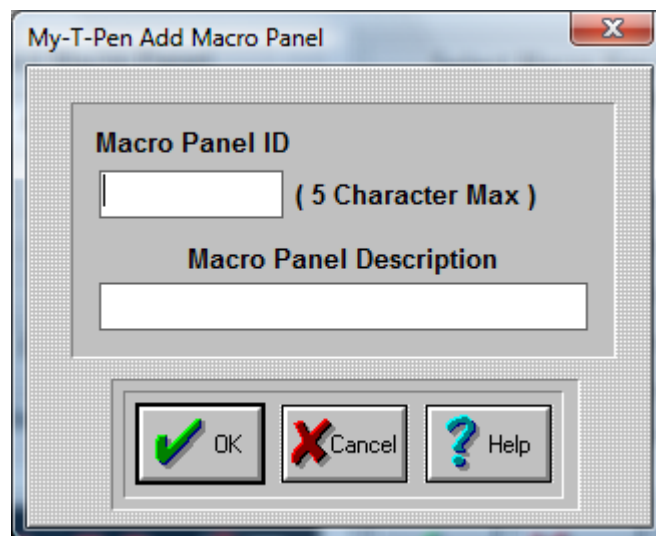 My-T-Pen Add Macro Panel
Macro Panel ID
( 5 Character Max )
Macro Panel Description
OK Cancel Help